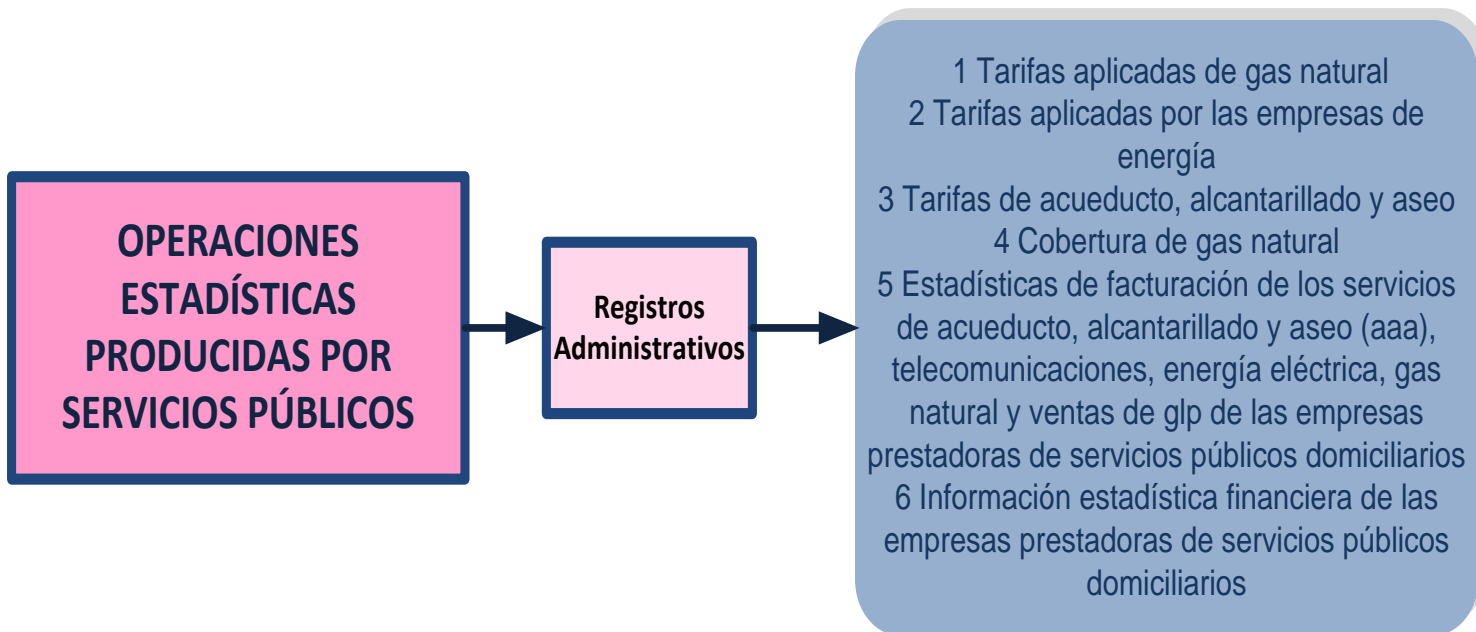 OPERACIONES
ESTADÍSTICAS
PRODUCIDAS POR
SERVICIOS PÚBLICOS
Registros
Administrativos
1 Tarifas aplicadas de gas natural
2 Tarifas aplicadas por las empresas de
energía
3 Tarifas de acueducto, alcantarillado y aseo
4 Cobertura de gas natural
5 Estadísticas de facturación de los servicios
de acueducto, alcantarillado y aseo (aaa),
telecomunicaciones, energía eléctrica, gas
natural y ventas de glp de las empresas
prestadoras de servicios públicos domiciliarios
6 Información estadística financiera de las
empresas prestadoras de servicios públicos
domiciliarios